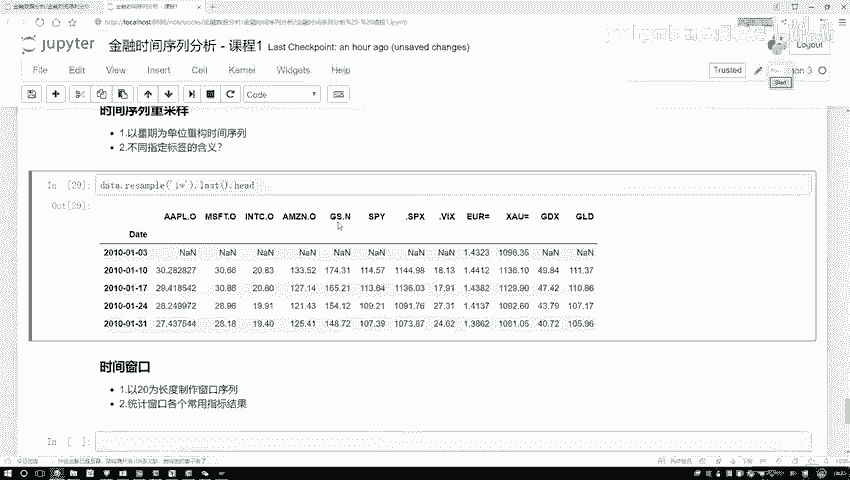 金融时间序列分析 - 课程1
jupyter 金融时间序列分析 - 课程1 Last Checkpoint: an hour ago (unsaved changes)
Logout
File Edit View Insert Cell Kernel Widgets Help
Trusted
Code
时间序列重采样
1.以星期为单位重构时间序列
2.不同指定标签的含义?
In [29]: data.resample('1w').last().head
Out[29]:
AAPL.O MSFT.O INTC.O AMZN.O GS.N SPY .SPX .VIX EUR= XAU= GDX GLD
Date
2010-01-03 NaN NaN NaN NaN NaN NaN NaN NaN 1.4323 1096.35 NaN NaN
2010-01-10 30.282827 30.66 20.83 133.52 174.31 114.57 1144.98 18.13 1.4412 1136.10 49.84 111.37
2010-01-17 29.418542 30.86 20.80 127.14 165.21 113.64 1136.03 17.91 1.4382 1129.90 47.42 110.86
2010-01-24 28.249972 28.96 19.91 121.43 154.12 109.21 1091.76 27.31 1.4137 1092.60 43.79 107.17
2010-01-31 27.437544 28.18 19.40 125.41 148.72 107.39 1073.87 24.62 1.3862 1081.05 40.72 105.96
时间窗口
1.以20为长度制作窗口序列
2.统计窗口各个常用指标结果
In [ ]: